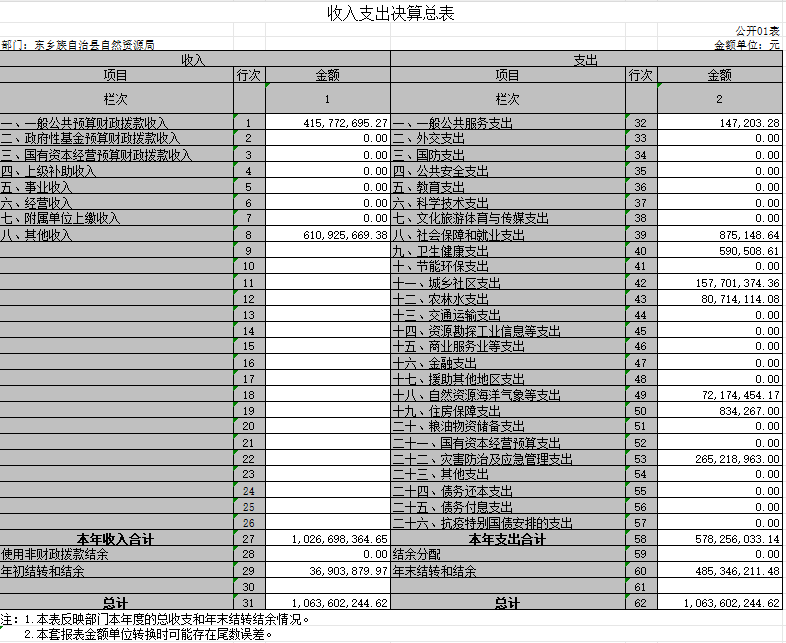 收入支出决算总表
公开01表
部门：东乡族自治县自然资源局 金额单位：元
收入 支出
项目 行次 金额 项目 行次 金额
栏次 1 栏次 2
一、一般公共预算财政拨款收入 1 415,772,695.27 一、一般公共服务支出 32 147,203.28
二、政府性基金预算财政拨款收入 2 0.00 二、外交支出 33 0.00
三、国有资本经营预算财政拨款收入 3 0.00 三、国防支出 34 0.00
四、上级补助收入 4 0.00 四、公共安全支出 35 0.00
五、事业收入 5 0.00 五、教育支出 36 0.00
六、经营收入 6 0.00 六、科学技术支出 37 0.00
七、附属单位上缴收入 7 0.00 七、文化旅游体育与传媒支出 38 0.00
八、其他收入 8 610,925,669.38 八、社会保障和就业支出 39 875,148.64
9 九、卫生健康支出 40 590,508.61
10 十、节能环保支出 41 0.00
11 十一、城乡社区支出 42 157,701,374.36
12 十二、农林水支出 43 80,714,114.08
13 十三、交通运输支出 44 0.00
14 十四、资源勘探工业信息等支出 45 0.00
15 十五、商业服务业等支出 46 0.00
16 十六、金融支出 47 0.00
17 十七、援助其他地区支出 48 0.00
18 十八、自然资源海洋气象等支出 49 72,174,454.17
19 十九、住房保障支出 50 834,267.00
20 二十、粮油物资储备支出 51 0.00
21 二十一、国有资本经营预算支出 52 0.00
22 二十二、灾害防治及应急管理支出 53 265,218,963.00
23 二十三、其他支出 54 0.00
24 二十四、债务还本支出 55 0.00
25 二十五、债务付息支出 56 0.00
26 二十六、抗疫特别国债安排的支出 57 0.00
本年收入合计 27 1,026,698,364.65 本年支出合计 58 578,256,033.14
使用非财政拨款结余 28 0.00 结余分配 59 0.00
年初结转和结余 29 36,903,879.97 年末结转和结余 60 485,346,211.48
30 61
总计 31 1,063,602,244.62 总计 62 1,063,602,244.62
注：1.本表反映部门本年度的总收支和年末结转结余情况。
2.本套报表金额单位转换时可能存在尾数误差。